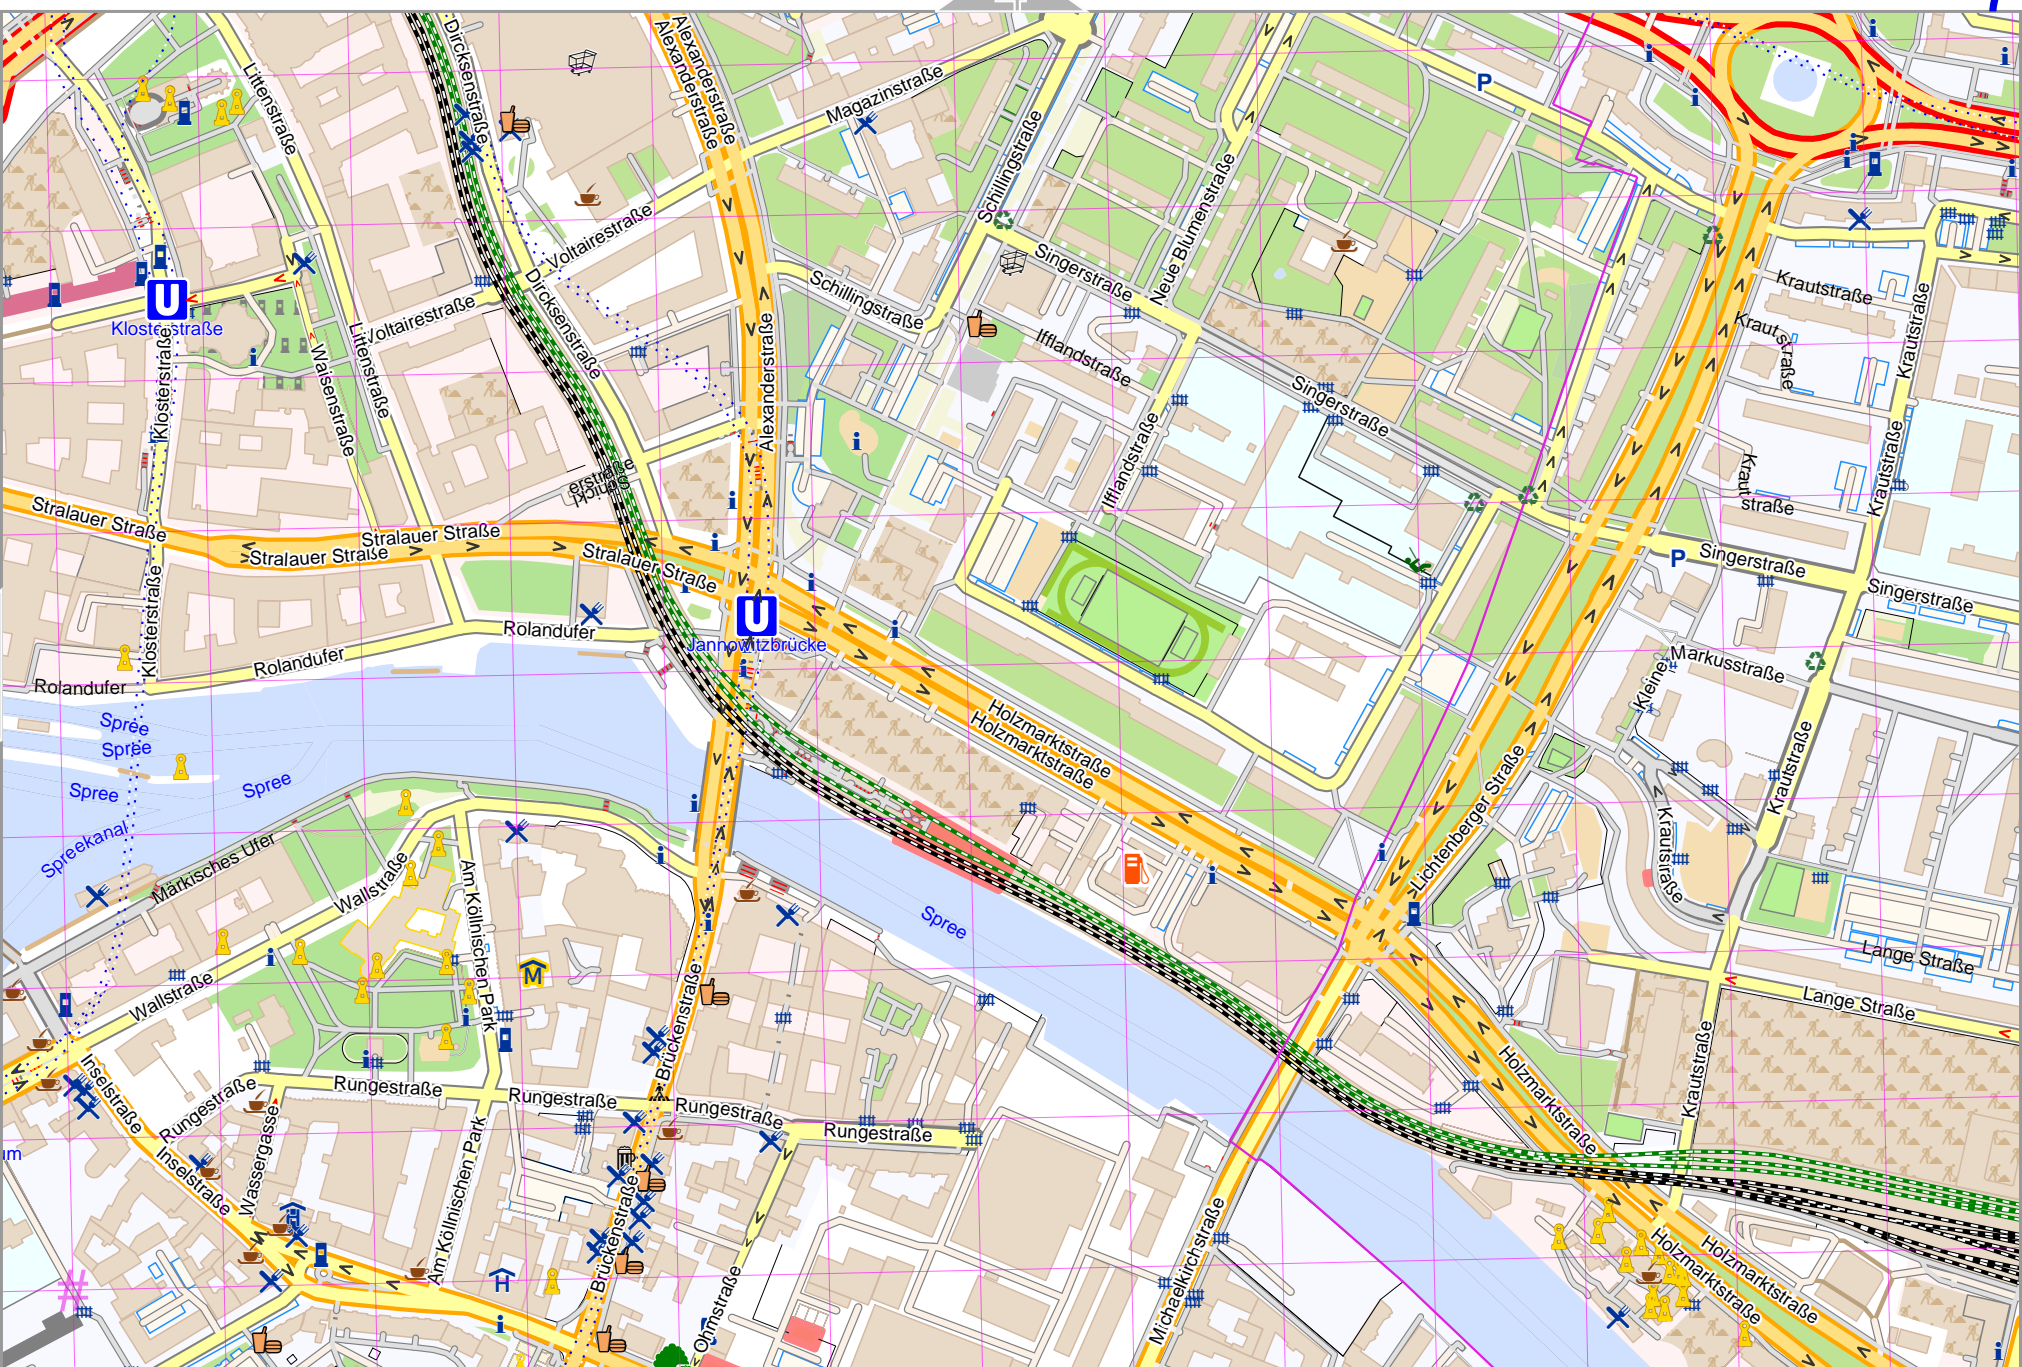 Dircksenstraße
Alexanderstraße
Alexanderstraße
Littenstraße
Magazinstraße
P
Schillingstraße
Neue Blumenstraße
Voltairestraße
Singerstraße
Krautstraße
U
Klosterstraße
Voltairestraße
Dircksenstraße
Schillingstraße
Ifflandstraße
Kraut
straße
Krautstraße
Littenstraße
Waisenstraße
Klosterstraße
Alexanderstraße
Singerstraße
Ifflandstraße
Kraut
straße
Krautstraße
Stralauer Straße
Stralauer Straße
Stralauer Straße
Stralauer Straße
P
Singerstraße
Singerstraße
Klosterstraße
U
Jannowitzbrücke
Rolandufer
Rolandufer
Rolandufer
Markusstraße
Kleine
Spree
Spree
Spree
Spree
Spreekanal
Holzmarktstraße
Holzmarktstraße
Lichtenberger Straße
Krautstraße
Krautstraße
Märkisches Ufer
Wallstraße
Am Köllnischen Park
Spree
Lange Straße
Lange Straße
Wallstraße
M
Brückenstraße
Inselstraße
Rungestraße
Rungestraße
Rungestraße
Rungestraße
Rungestraße
Holzmarktstraße
Krautstraße
Inselstraße
Wassergasse
Am Köllnischen Park
Brückenstraße
Ohmstraße
Michaelkirchstraße
Holzmarktstraße
Holzmarktstraße
um
H